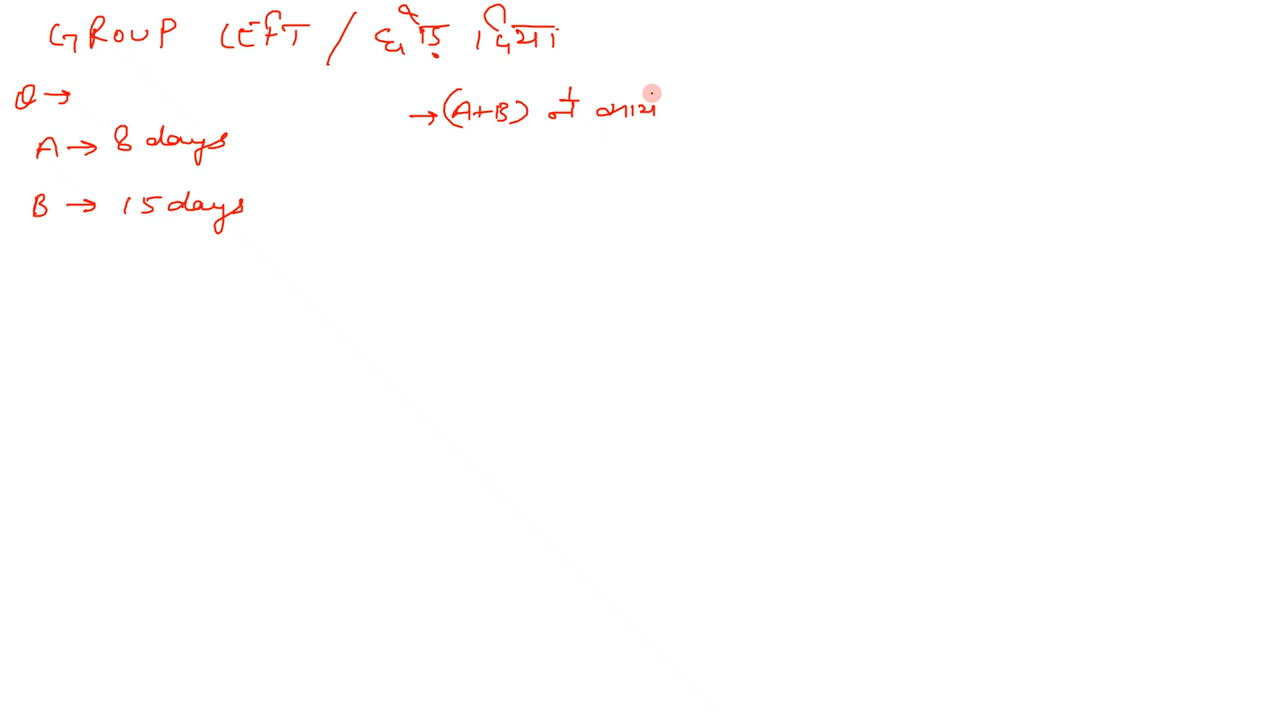 GROUP LEFT / छोड़ दिया
Q →
A → 8 days
B → 15 days
→ (A+B) ने साथ